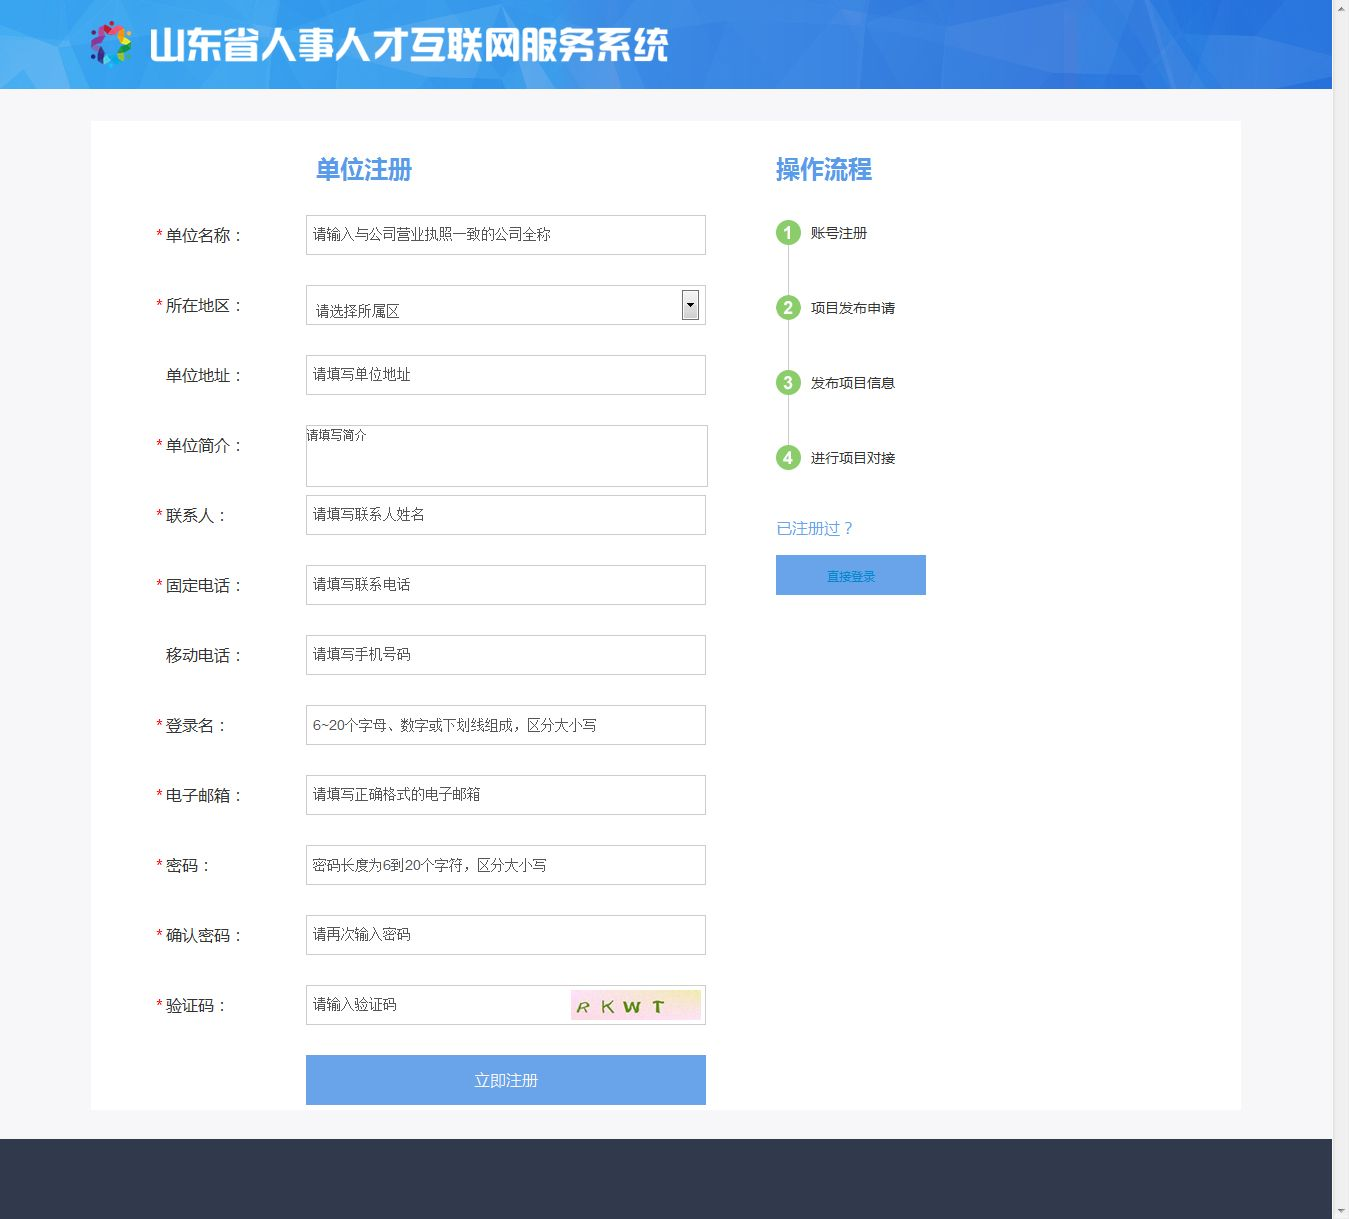 山东省人事人才互联网服务系统
单位注册
* 单位名称：
请输入与公司营业执照一致的公司全称
* 所在地区：
请选择所属区
单位地址：
请填写单位地址
* 单位简介：
请填写简介
* 联系人：
请填写联系人姓名
* 固定电话：
请填写联系电话
移动电话：
请填写手机号码
* 登录名：
6~20个字母、数字或下划线组成，区分大小写
* 电子邮箱：
请填写正确格式的电子邮箱
* 密码：
密码长度为6到20个字符，区分大小写
* 确认密码：
请再次输入密码
* 验证码：
请输入验证码
R K W T
立即注册
操作流程
1 账号注册
2 项目发布申请
3 发布项目信息
4 进行项目对接
已注册过？
直接登录